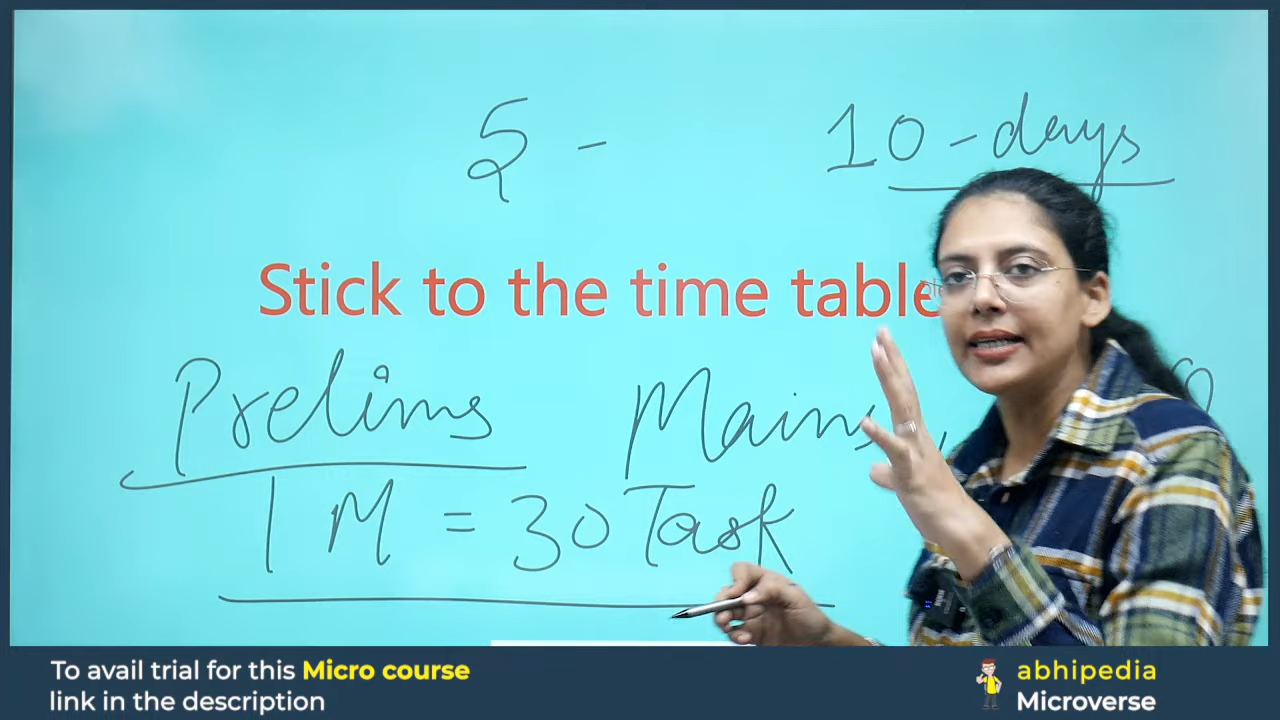 5 - 10 - days
Stick to the time table
Prelims Mains
1 M = 30 Task
To avail trial for this Micro course
link in the description
abhipedia
Microverse